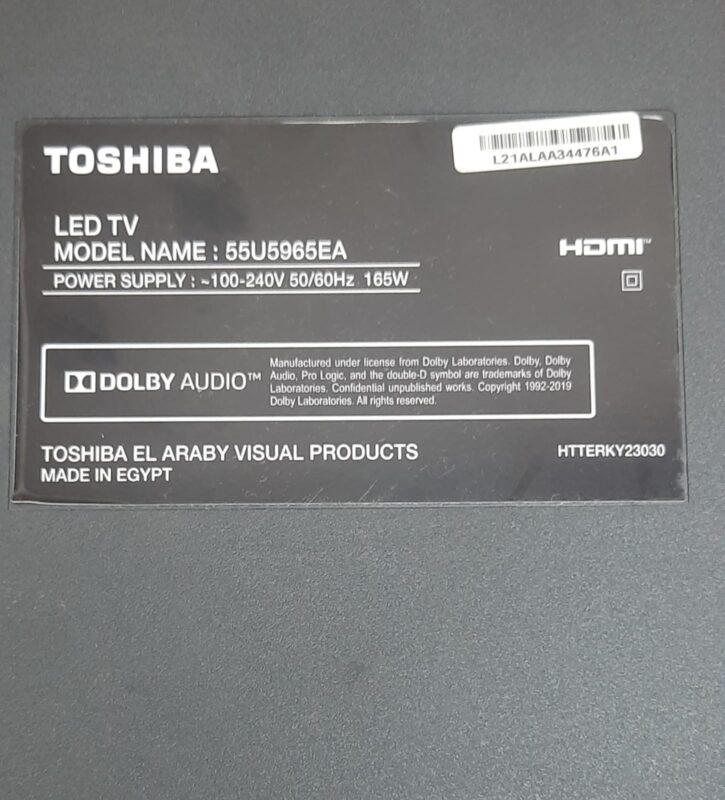 TOSHIBA
L21ALAA34476A1
LED TV
MODEL NAME : 55U5965EA
HDMI™
POWER SUPPLY : ~100-240V 50/60Hz 165W
DOLBY AUDIO™
Manufactured under license from Dolby Laboratories. Dolby, Dolby
Audio, Pro Logic, and the double-D symbol are trademarks of Dolby
Laboratories. Confidential unpublished works. Copyright 1992-2019
Dolby Laboratories. All rights reserved.
TOSHIBA EL ARABY VISUAL PRODUCTS
HTTERKY23030
MADE IN EGYPT